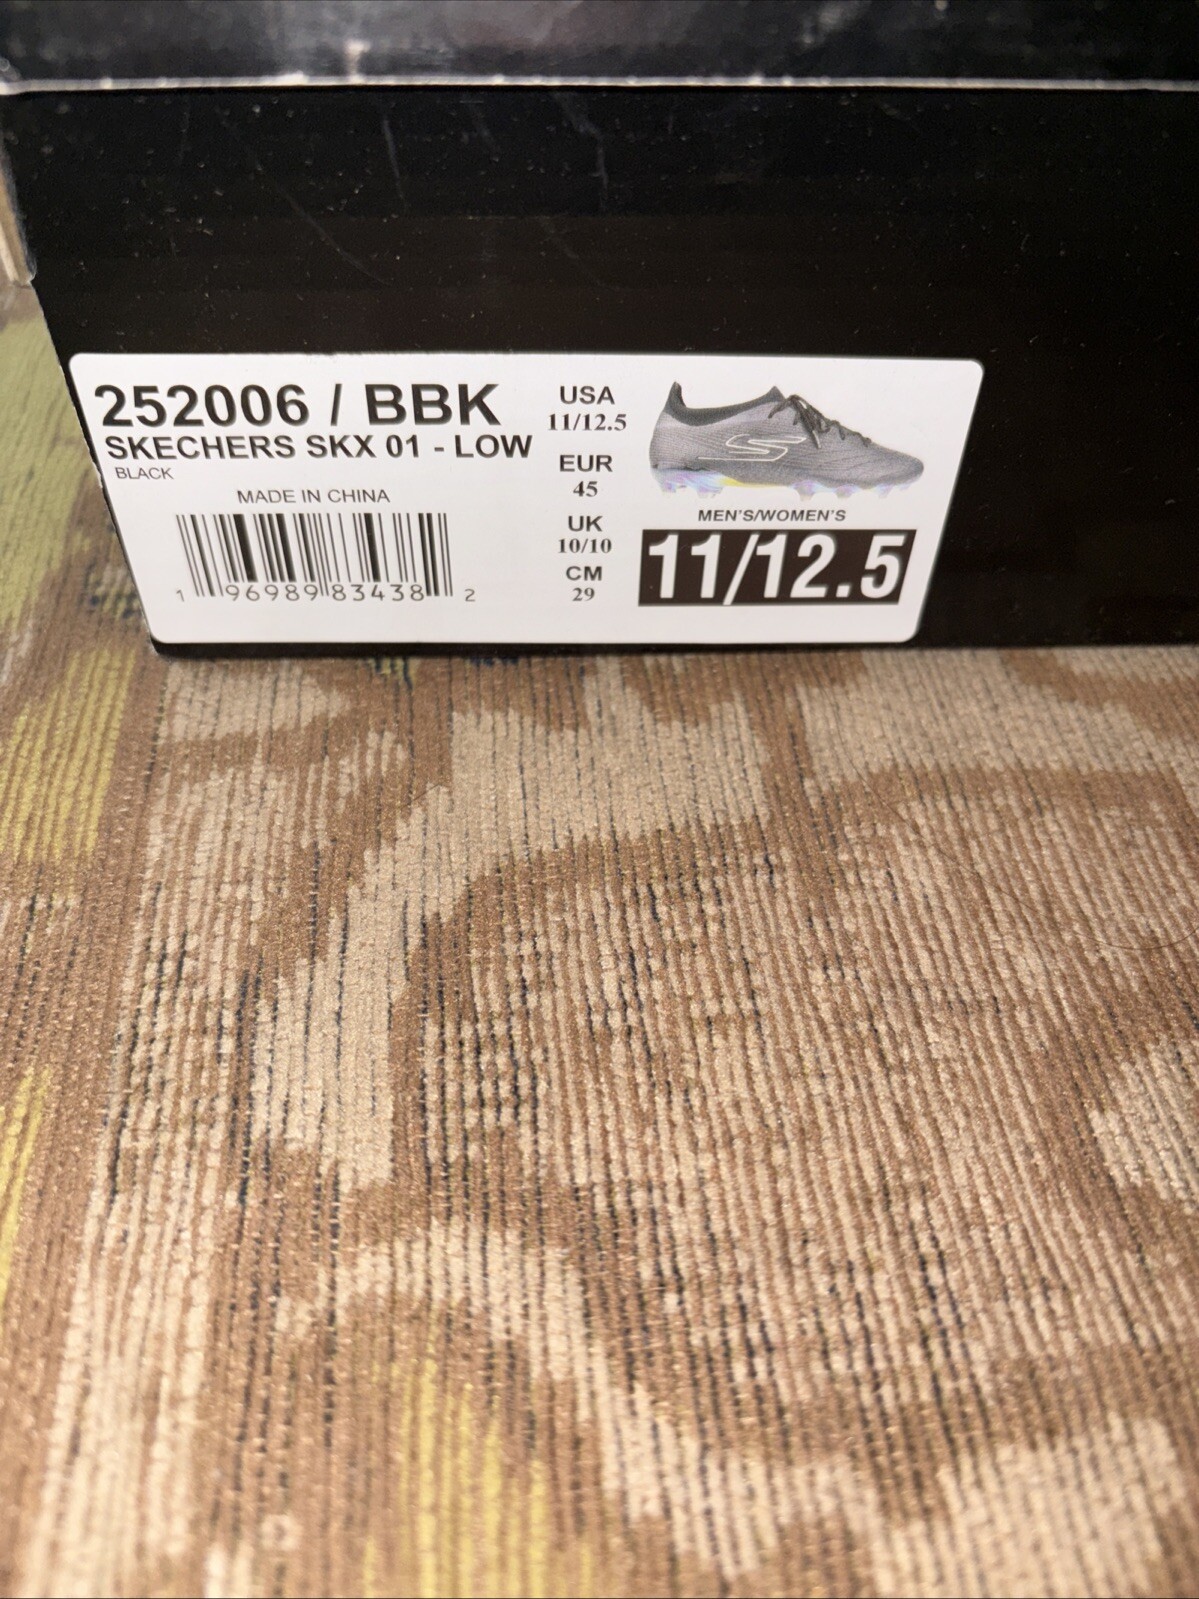 252006 / BBK
SKECHERS SKX 01 - LOW
BLACK
MADE IN CHINA
1 96989 83438 2
USA
11/12.5
EUR
45
UK
10/10
CM
29
MEN'S/WOMEN'S
11/12.5